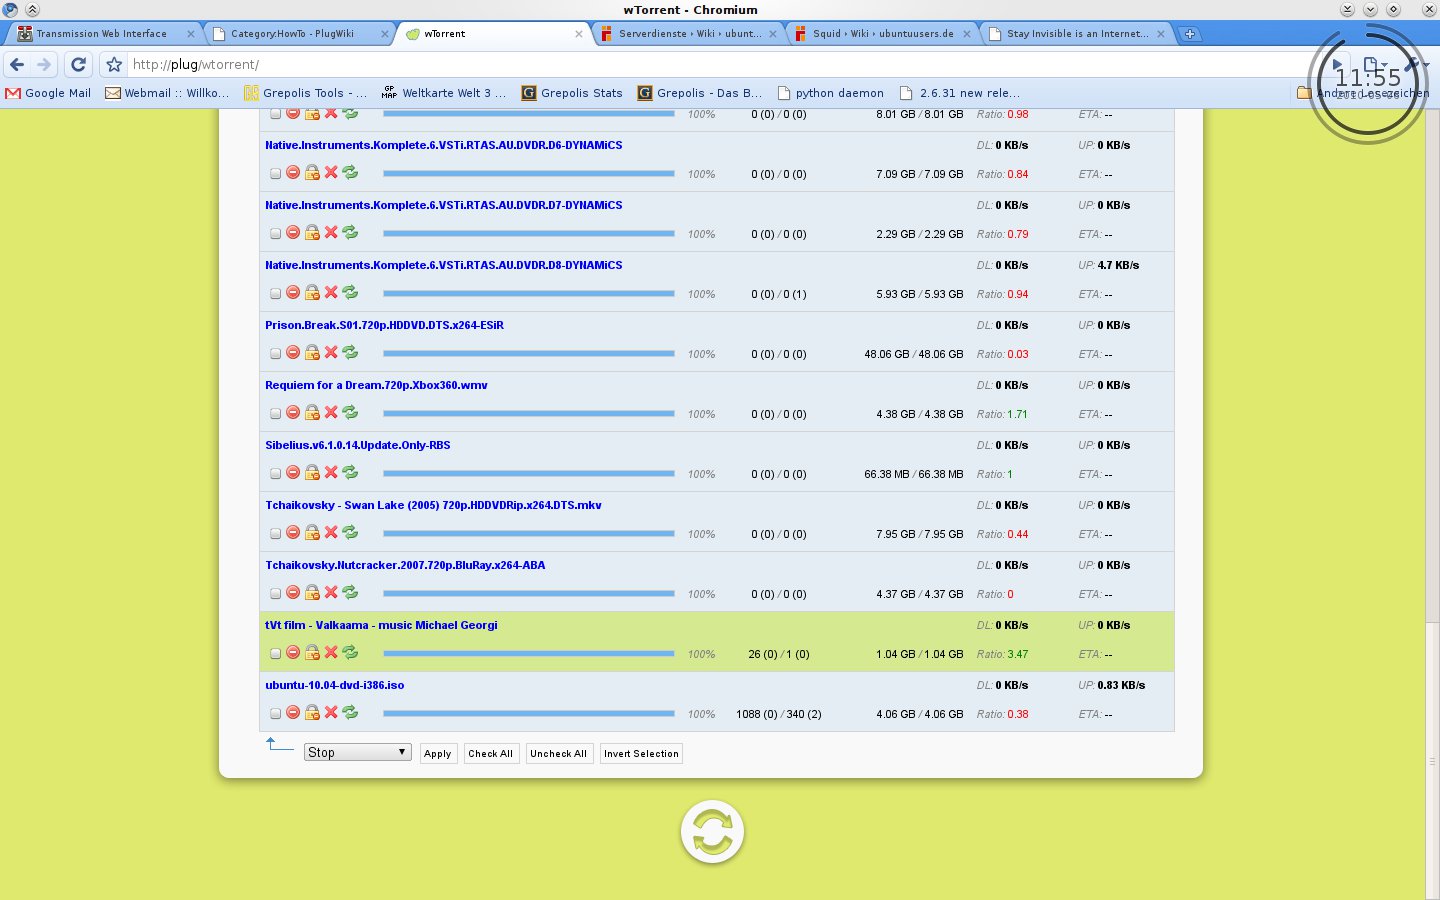 wTorrent - Chromium
Transmission Web Interface
Category:HowTo - PlugWiki
wTorrent
Serverdienste › Wiki › ubunt...
Squid › Wiki › ubuntuusers.de
Stay Invisible is an Internet...
http://plug/wtorrent/
11:55
Google Mail
Webmail :: Willko...
Grepolis Tools - ...
GP MAP Weltkarte Welt 3 ...
Grepolis Stats
Grepolis - Das B...
python daemon
2.6.31 new rele...
Andere Lesezeichen
100% 0 (0) / 0 (0) 8.01 GB / 8.01 GB Ratio: 0.98 ETA: --
Native.Instruments.Komplete.6.VSTi.RTAS.AU.DVDR.D6-DYNAMiCS DL: 0 KB/s UP: 0 KB/s
100% 0 (0) / 0 (0) 7.09 GB / 7.09 GB Ratio: 0.84 ETA: --
Native.Instruments.Komplete.6.VSTi.RTAS.AU.DVDR.D7-DYNAMiCS DL: 0 KB/s UP: 0 KB/s
100% 0 (0) / 0 (0) 2.29 GB / 2.29 GB Ratio: 0.79 ETA: --
Native.Instruments.Komplete.6.VSTi.RTAS.AU.DVDR.D8-DYNAMiCS DL: 0 KB/s UP: 4.7 KB/s
100% 0 (0) / 0 (1) 5.93 GB / 5.93 GB Ratio: 0.94 ETA: --
Prison.Break.S01.720p.HDDVD.DTS.x264-ESiR DL: 0 KB/s UP: 0 KB/s
100% 0 (0) / 0 (0) 48.06 GB / 48.06 GB Ratio: 0.03 ETA: --
Requiem for a Dream.720p.Xbox360.wmv DL: 0 KB/s UP: 0 KB/s
100% 0 (0) / 0 (0) 4.38 GB / 4.38 GB Ratio: 1.71 ETA: --
Sibelius.v6.1.0.14.Update.Only-RBS DL: 0 KB/s UP: 0 KB/s
100% 0 (0) / 0 (0) 66.38 MB / 66.38 MB Ratio: 1 ETA: --
Tchaikovsky - Swan Lake (2005) 720p.HDDVDRip.x264.DTS.mkv DL: 0 KB/s UP: 0 KB/s
100% 0 (0) / 0 (0) 7.95 GB / 7.95 GB Ratio: 0.44 ETA: --
Tchaikovsky.Nutcracker.2007.720p.BluRay.x264-ABA DL: 0 KB/s UP: 0 KB/s
100% 0 (0) / 0 (0) 4.37 GB / 4.37 GB Ratio: 0 ETA: --
tVt film - Valkaama - music Michael Georgi DL: 0 KB/s UP: 0 KB/s
100% 26 (0) / 1 (0) 1.04 GB / 1.04 GB Ratio: 3.47 ETA: --
ubuntu-10.04-dvd-i386.iso DL: 0 KB/s UP: 0.83 KB/s
100% 1088 (0) / 340 (2) 4.06 GB / 4.06 GB Ratio: 0.38 ETA: --
Stop Apply Check All Uncheck All Invert Selection